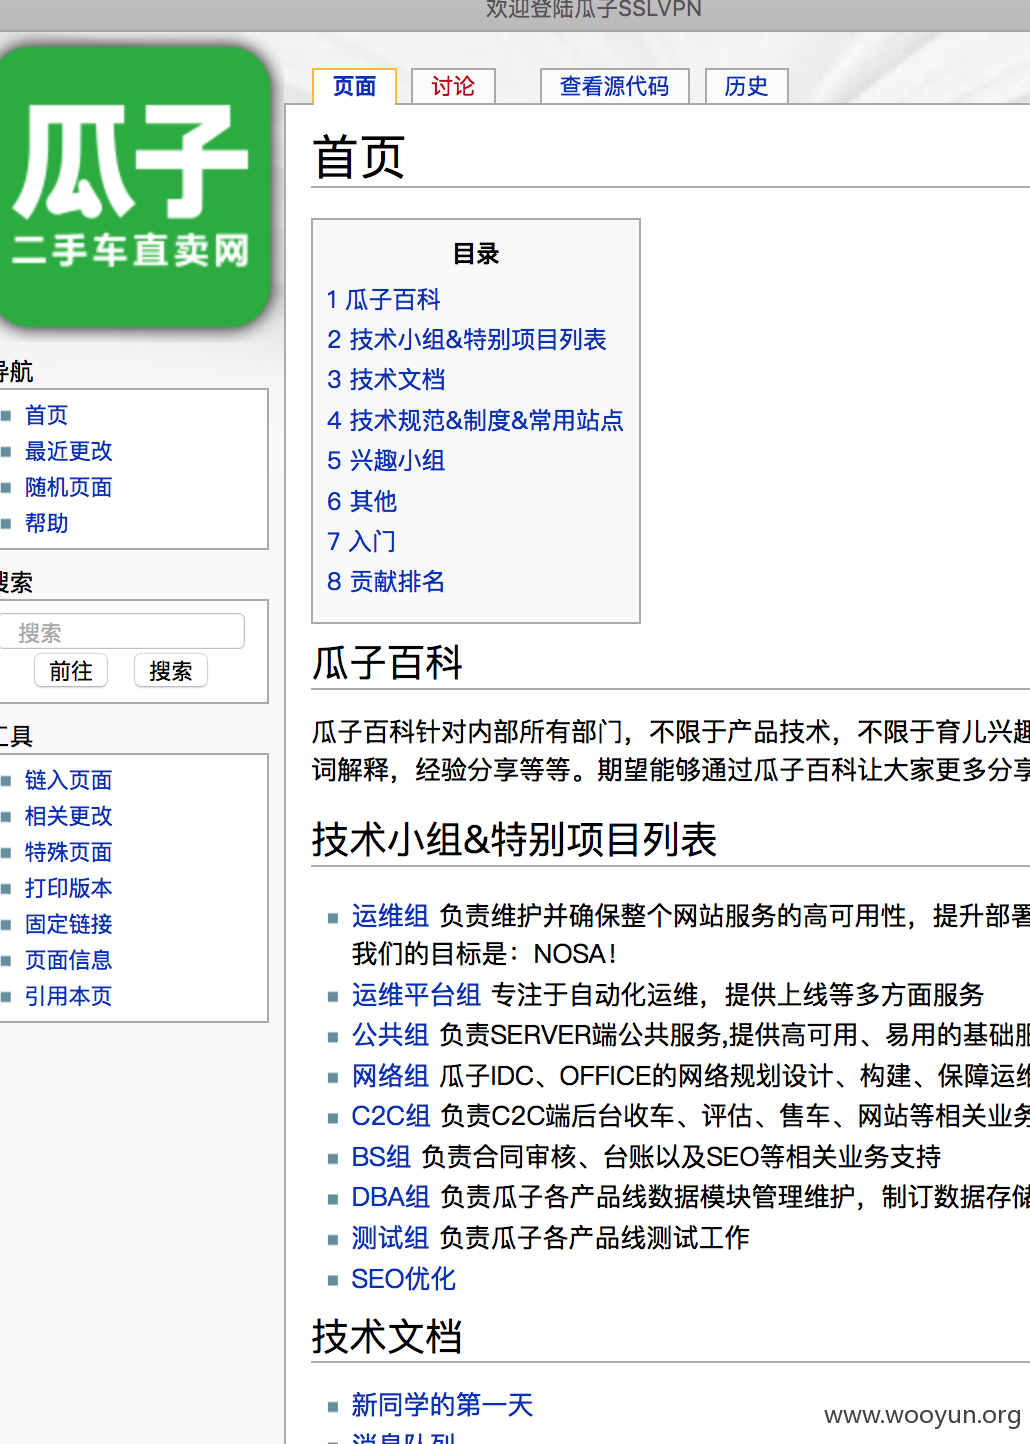 欢迎登陆瓜子SSLVPN
瓜子
二手车直卖网
页面
讨论
查看源代码
历史
首页
目录
1 瓜子百科
2 技术小组&特别项目列表
3 技术文档
4 技术规范&制度&常用站点
5 兴趣小组
6 其他
7 入门
8 贡献排名
导航
首页
最近更改
随机页面
帮助
搜索
搜索
前往
搜索
工具
链入页面
相关更改
特殊页面
打印版本
固定链接
页面信息
引用本页
瓜子百科
瓜子百科针对内部所有部门，不限于产品技术，不限于育儿兴趣
词解释，经验分享等等。期望能够通过瓜子百科让大家更多分享
技术小组&特别项目列表
运维组 负责维护并确保整个网站服务的高可用性，提升部署
我们的目标是：NOSA！
运维平台组 专注于自动化运维，提供上线等多方面服务
公共组 负责SERVER端公共服务,提供高可用、易用的基础服
网络组 瓜子IDC、OFFICE的网络规划设计、构建、保障运维
C2C组 负责C2C端后台收车、评估、售车、网站等相关业务
BS组 负责合同审核、台账以及SEO等相关业务支持
DBA组 负责瓜子各产品线数据模块管理维护，制订数据存储
测试组 负责瓜子各产品线测试工作
SEO优化
技术文档
新同学的第一天
消息队列
www.wooyun.org